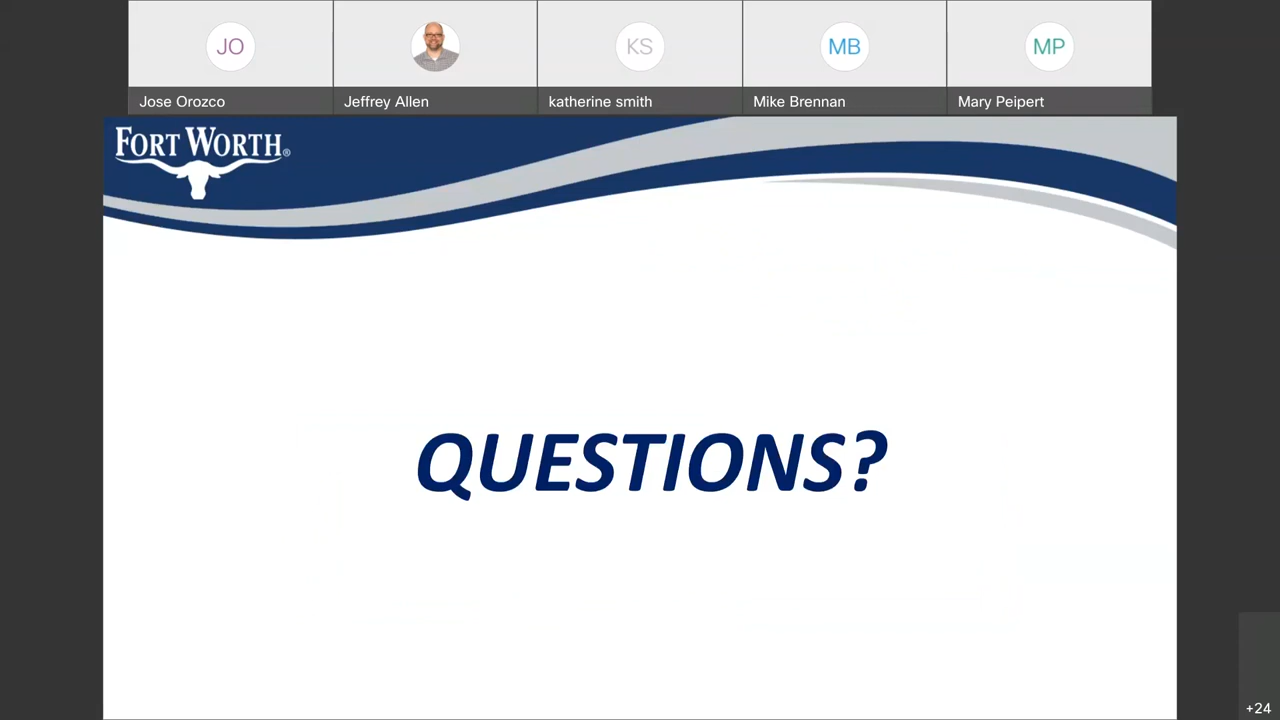 JO
KS
MB
MP
Jose Orozco
Jeffrey Allen
katherine smith
Mike Brennan
Mary Peipert
FORT WORTH®
QUESTIONS?
+24